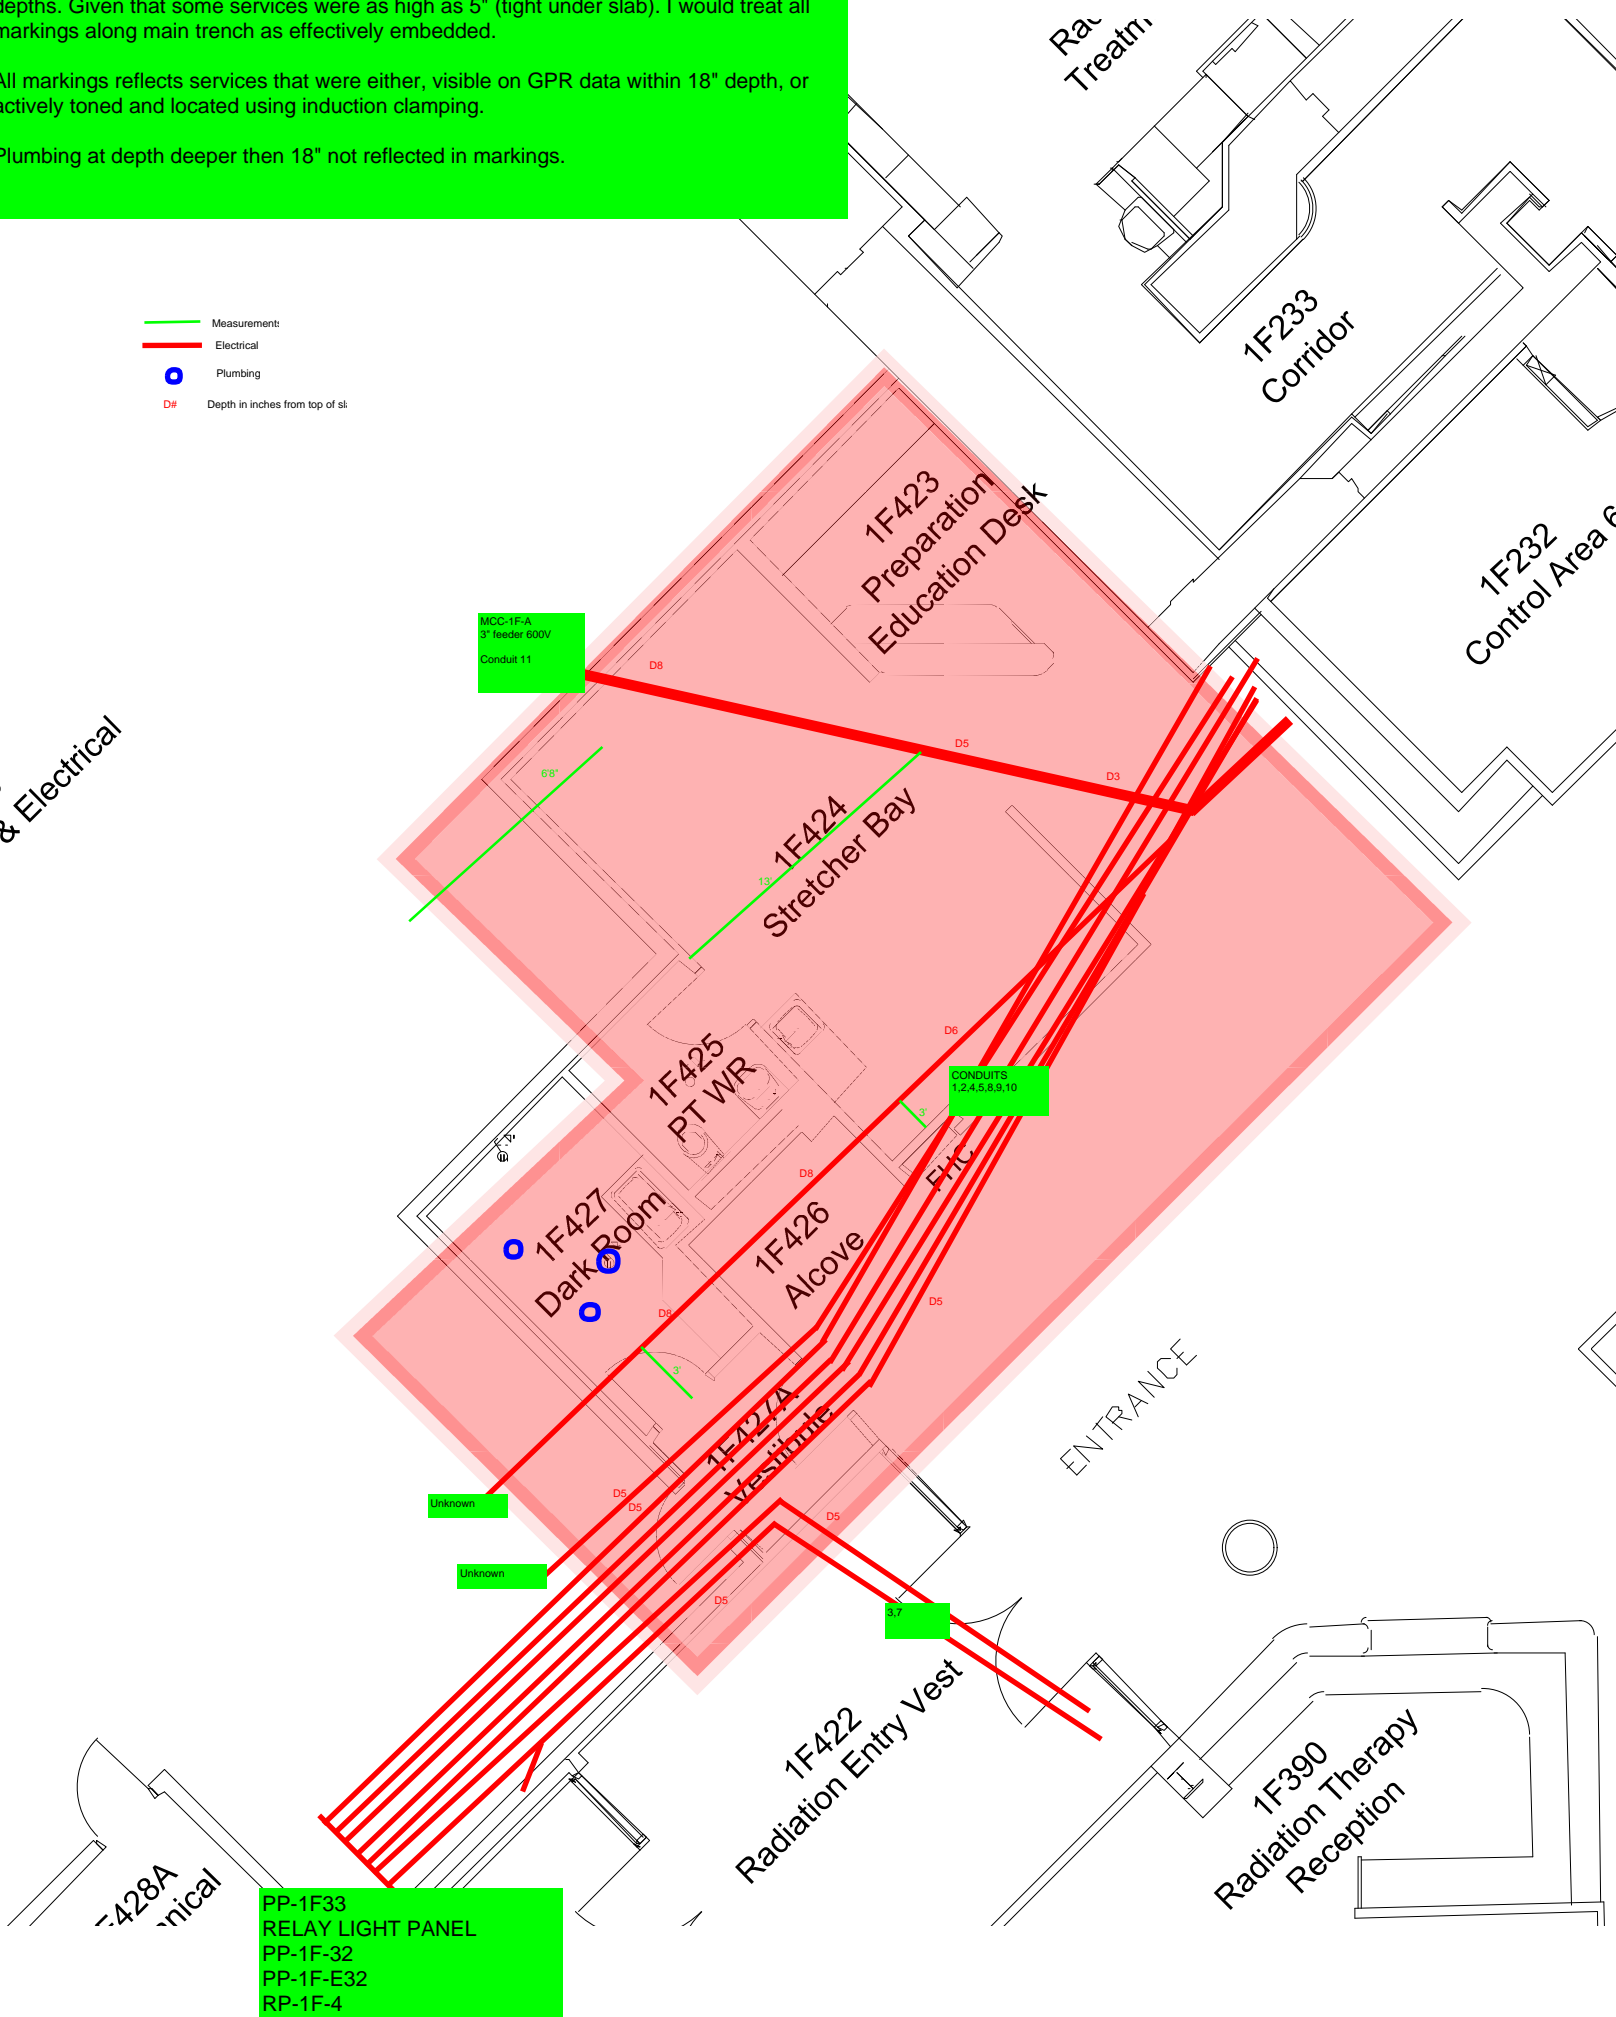 depths. Given that some services were as high as 5" (tight under slab). I would treat all
markings along main trench as effectively embedded.
All markings reflects services that were either, visible on GPR data within 18" depth, or
actively toned and located using induction clamping.
Plumbing at depth deeper then 18" not reflected in markings.
Treatm
Measurements
Electrical
Plumbing
D# Depth in inches from top of sl
1F233
Corridor
1F423
Preparation
Education Desk
1F232
Control Area 6
MCC-1F-A
3" feeder 600V
Conduit 11
D8
D5
D3
& Electrical
6'8"
1F424
Stretcher Bay
13'
D6
1F425
PT WR
CONDUITS
1,2,4,5,8,9,10
3'
FHC
D8
1F427
Dark Room
1F426
Alcove
D8
D5
3'
ENTRANCE
1F427A
Vestibule
Unknown
D5
D5
D5
Unknown
D5
3,7
1F422
Radiation Entry Vest
1F390
Radiation Therapy
Reception
F428A
nical
PP-1F33
RELAY LIGHT PANEL
PP-1F-32
PP-1F-E32
RP-1F-4